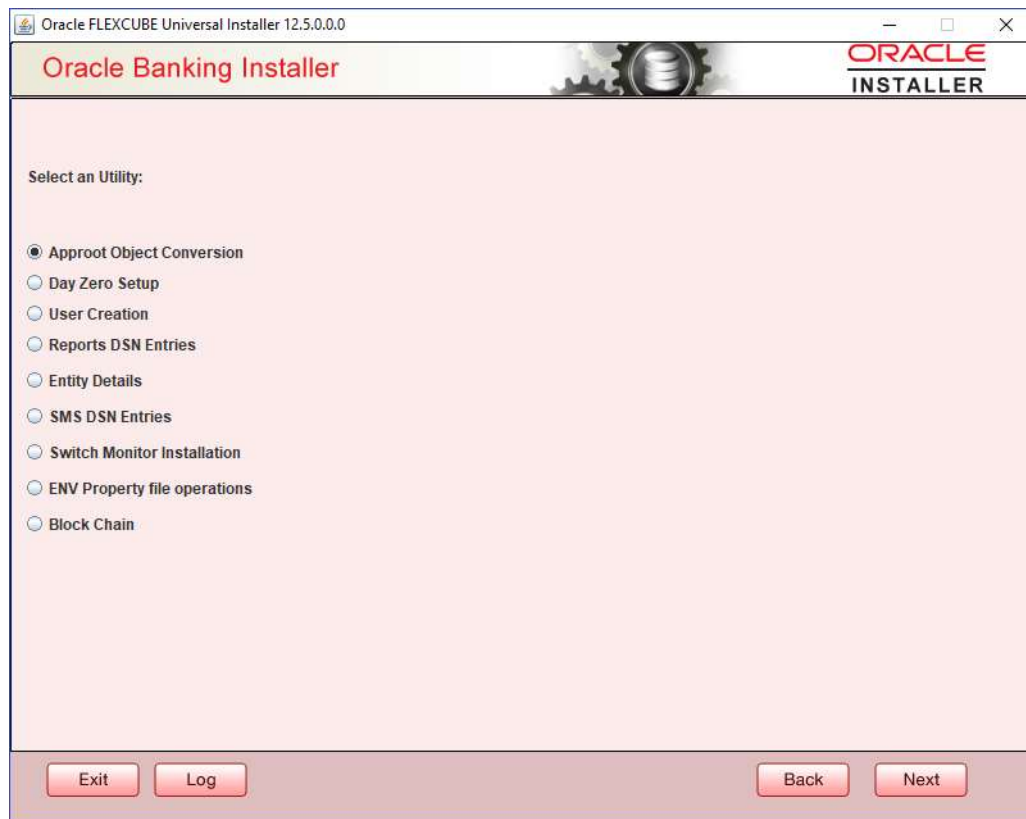 Oracle FLEXCUBE Universal Installer 12.5.0.0.0
Oracle Banking Installer
ORACLE
INSTALLER
Select an Utility:
Approot Object Conversion
Day Zero Setup
User Creation
Reports DSN Entries
Entity Details
SMS DSN Entries
Switch Monitor Installation
ENV Property file operations
Block Chain
Exit
Log
Back
Next